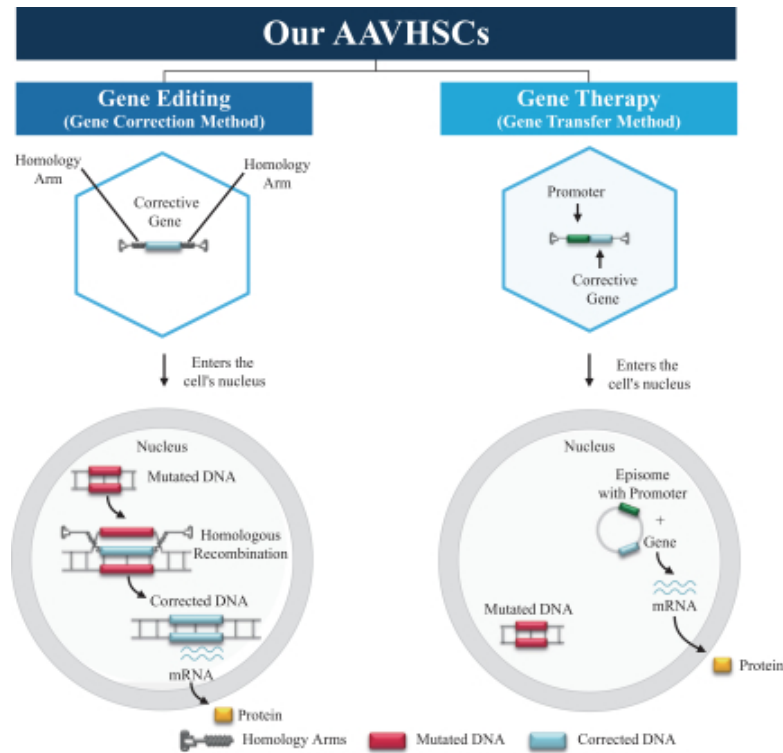 Our AAVHSCs
Gene Editing
(Gene Correction Method)
Gene Therapy
(Gene Transfer Method)
Homology
Arm
Homology
Arm
Corrective
Gene
Promoter
Corrective
Gene
Enters the
cell's nucleus
Enters the
cell's nucleus
Nucleus
Mutated DNA
Homologous
Recombination
Corrected DNA
mRNA
Protein
Nucleus
Episome
with Promoter
+
Gene
mRNA
Mutated DNA
Protein
Homology Arms
Mutated DNA
Corrected DNA